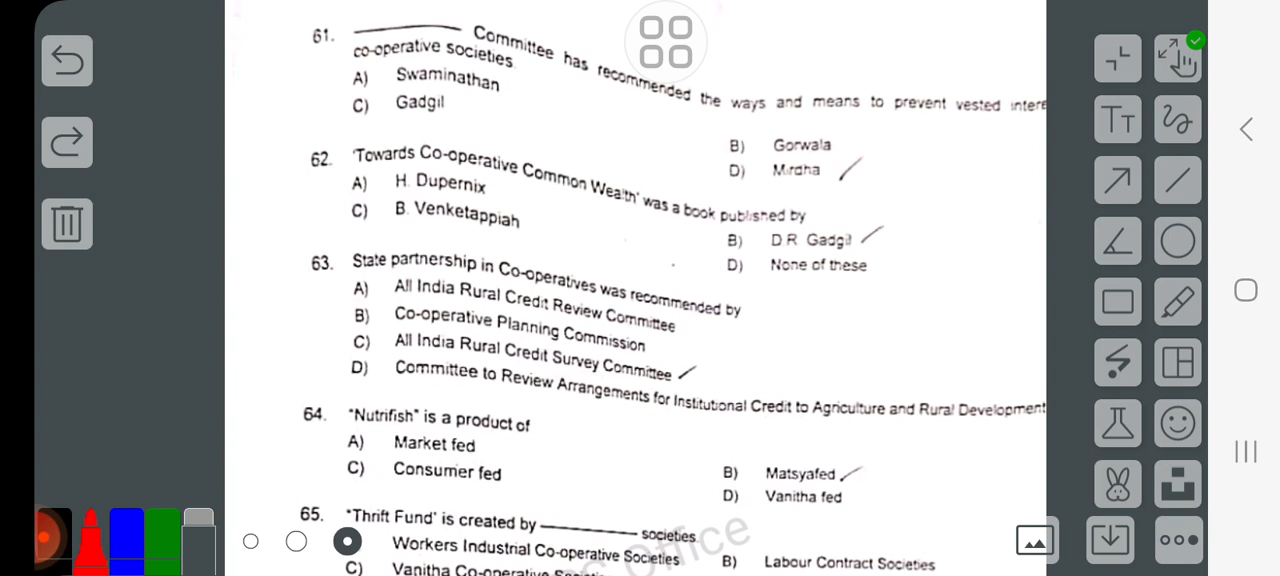 61. ________ Committee has recommended the ways and means to prevent vested intere
co-operative societies
A) Swaminathan
B) Gorwala
C) Gadgil
D) Mirdha
62. 'Towards Co-operative Common Wealth' was a book published by
A) H. Dupernix
B) D R Gadgil
C) B. Venketappiah
D) None of these
63. State partnership in Co-operatives was recommended by
A) All India Rural Credit Review Committee
B) Co-operative Planning Commission
C) All India Rural Credit Survey Committee
D) Committee to Review Arrangements for Institutional Credit to Agriculture and Rural Development
64. "Nutrifish" is a product of
A) Market fed
B) Matsyafed
C) Consumer fed
D) Vanitha fed
65. "Thrift Fund" is created by ________ societies
Workers Industrial Co-operative Societies
B) Labour Contract Societies
C) Vanitha Co-operative
office
TT